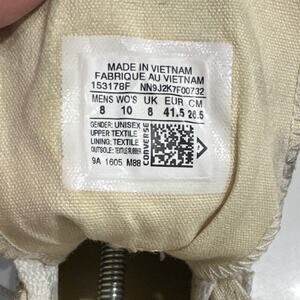 MADE IN VIETNAM
FABRIQUE AU VIETNAM
153178F NN9J2K7F00732
MENS WO'S UK EUR CM
8 10 8 41.5 26.5
GENDER: UNISEX
UPPER: TEXTILE
LINING: TEXTILE
OUTSOLE:
CONVERSE
9A 1605 M88